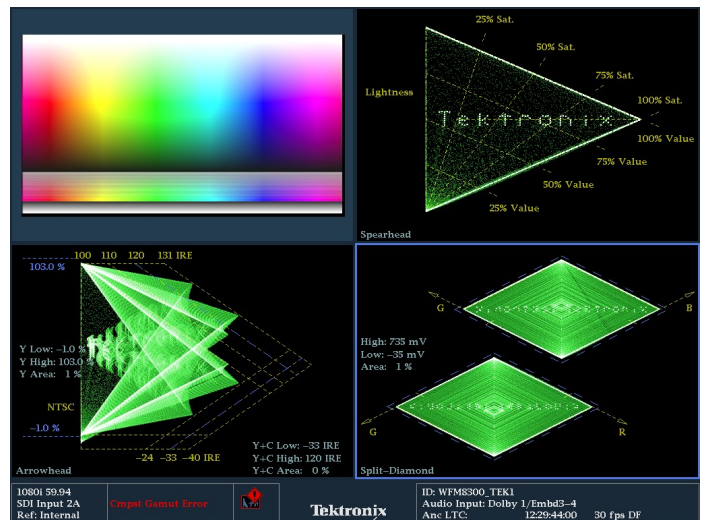 25% Sat.
50% Sat.
75% Sat.
100% Sat.
Lightness
Tektronix
100% Value
75% Value
50% Value
25% Value
Spearhead
100 110 120 131 IRE
103.0 %
Y Low: -1.0 %
Y High: 103.0 %
Y Area: 1 %
NTSC
-1.0 %
-24 -33 -40 IRE
Y+C Low: -33 IRE
Y+C High: 120 IRE
Y+C Area: 0 %
Arrowhead
G
B
High: 735 mV
Low: -35 mV
Area: 1 %
G
R
Split-Diamond
1080i 59.94
SDI Input 2A
Ref: Internal
Cmpst Gamut Error
Tektronix
ID: WFM8300_TEK1
Audio Input: Dolby 1/Embd3-4
Anc LTC: 12:29:44:00 30 fps DF